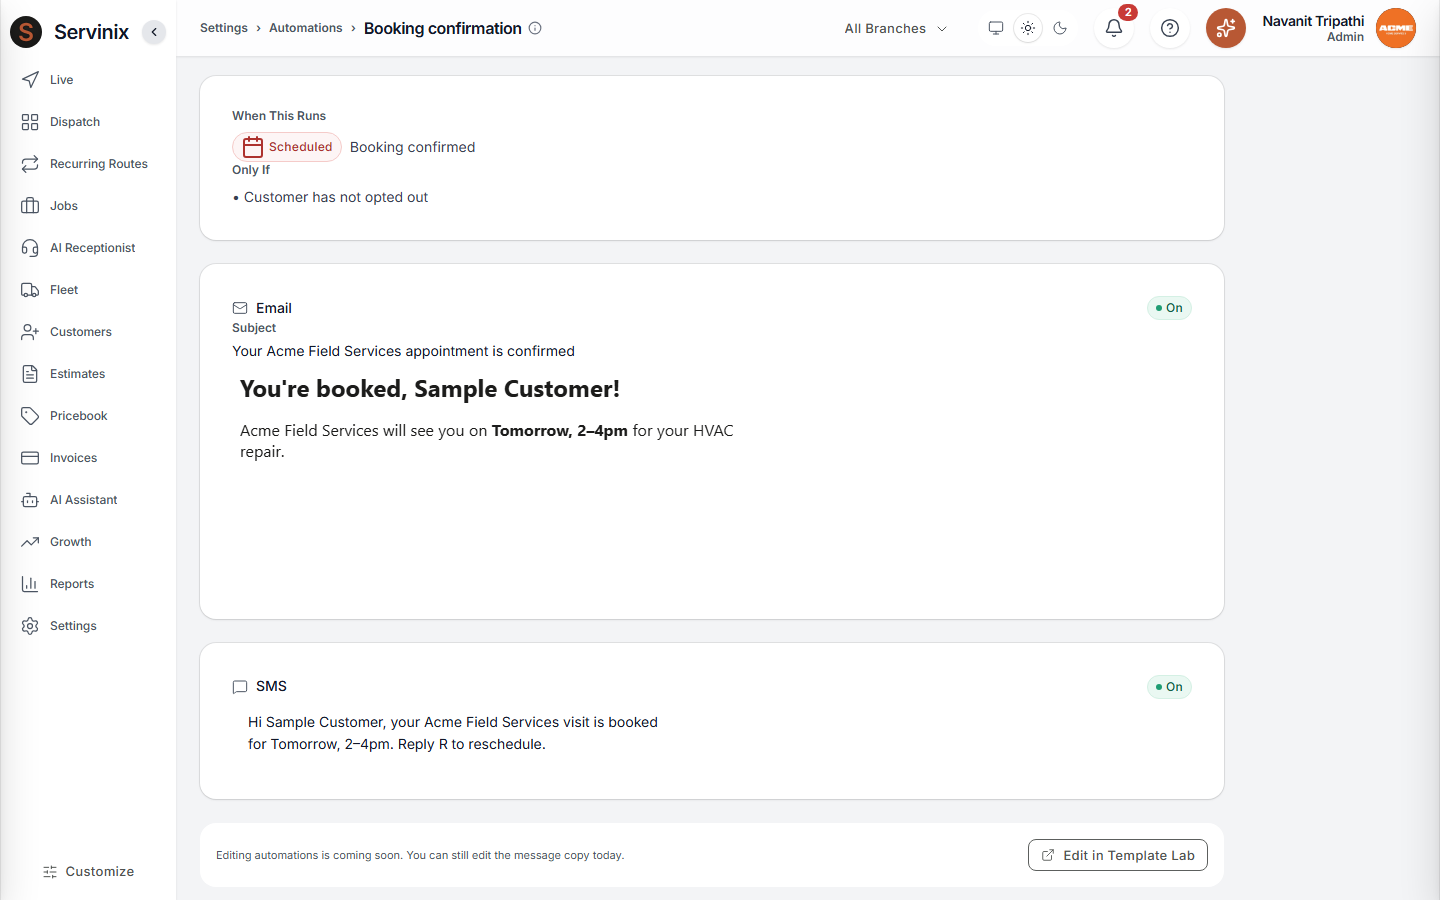 S Servinix
Settings › Automations › Booking confirmation
All Branches
2
Navanit Tripathi
Admin
ACME
Live
Dispatch
Recurring Routes
Jobs
AI Receptionist
Fleet
Customers
Estimates
Pricebook
Invoices
AI Assistant
Growth
Reports
Settings
Customize
When This Runs
Scheduled Booking confirmed
Only If
• Customer has not opted out
Email
On
Subject
Your Acme Field Services appointment is confirmed
You're booked, Sample Customer!
Acme Field Services will see you on Tomorrow, 2–4pm for your HVAC
repair.
SMS
On
Hi Sample Customer, your Acme Field Services visit is booked
for Tomorrow, 2–4pm. Reply R to reschedule.
Editing automations is coming soon. You can still edit the message copy today.
Edit in Template Lab